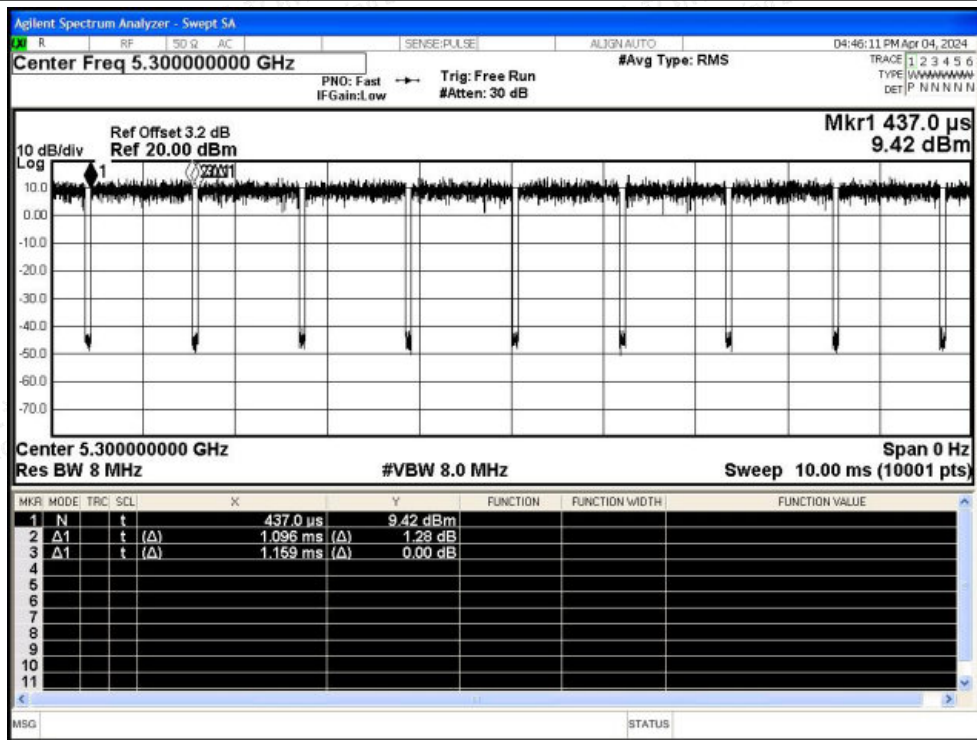 Agilent Spectrum Analyzer - Swept SA
R RF 50 Ω AC SENSE:PULSE ALIGN AUTO 04:46:11 PM Apr 04, 2024
Center Freq 5.300000000 GHz #Avg Type: RMS TRACE 1 2 3 4 5 6
PNO: Fast Trig: Free Run TYPE WWWWWW
IFGain:Low #Atten: 30 dB DET P N N N N N
Mkr1 437.0 µs
Ref Offset 3.2 dB
10 dB/div Ref 20.00 dBm 9.42 dBm
Log
1
10.0
0.00
-10.0
-20.0
-30.0
-40.0
-50.0
-60.0
-70.0
Center 5.300000000 GHz Span 0 Hz
Res BW 8 MHz #VBW 8.0 MHz Sweep 10.00 ms (10001 pts)
MKR MODE TRC SCL X Y FUNCTION FUNCTION WIDTH FUNCTION VALUE
1 N t 437.0 µs 9.42 dBm
2 Δ1 t (Δ) 1.096 ms (Δ) 1.28 dB
3 Δ1 t (Δ) 1.159 ms (Δ) 0.00 dB
4
5
6
7
8
9
10
11
MSG STATUS